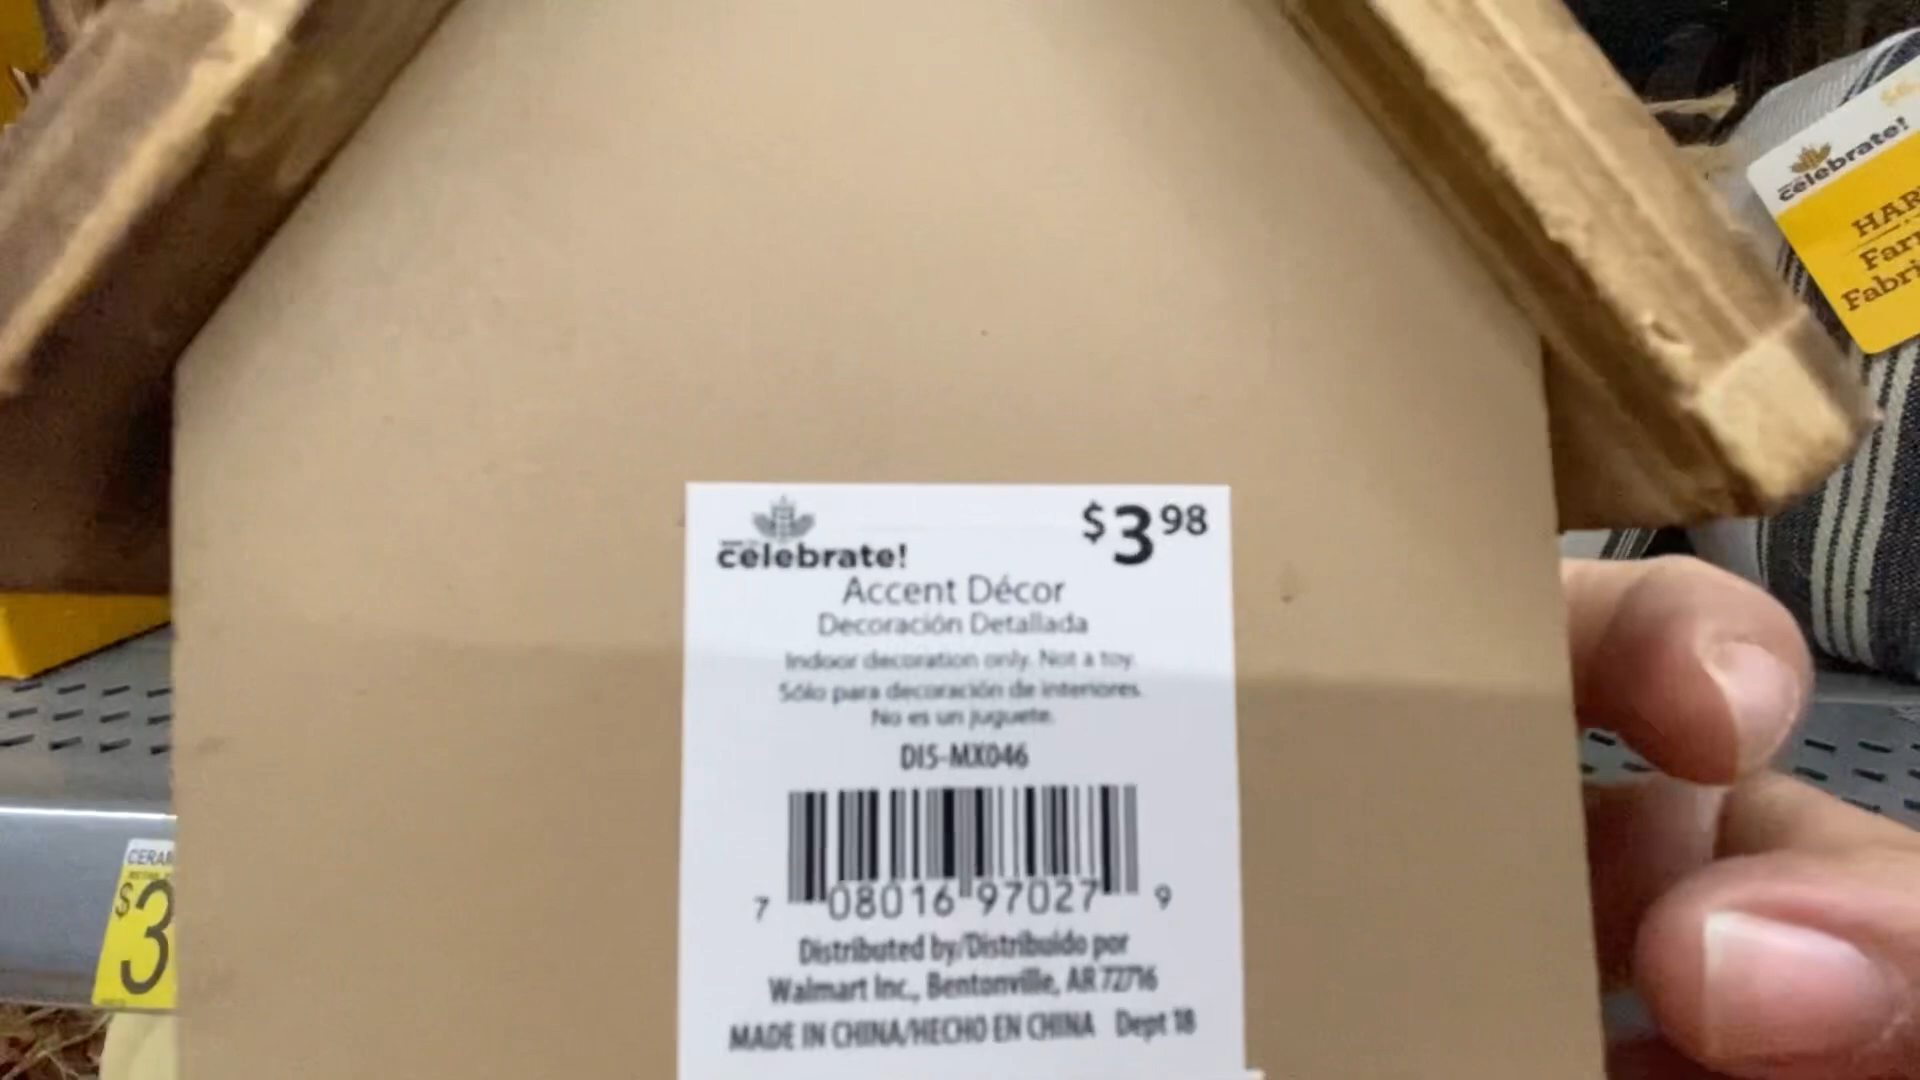 celebrate!
$3.98
Accent Décor
Decoración Detallada
Indoor decoration only. Not a toy.
Sólo para decoración de interiores.
No es un juguete.
DIS-MX046
7 08016 97027 9
Distributed by/Distribuido por
Walmart Inc., Bentonville, AR 72716
MADE IN CHINA/HECHO EN CHINA Dept 18
celebrate!
HAR
Far
Fabri
CERA
$3